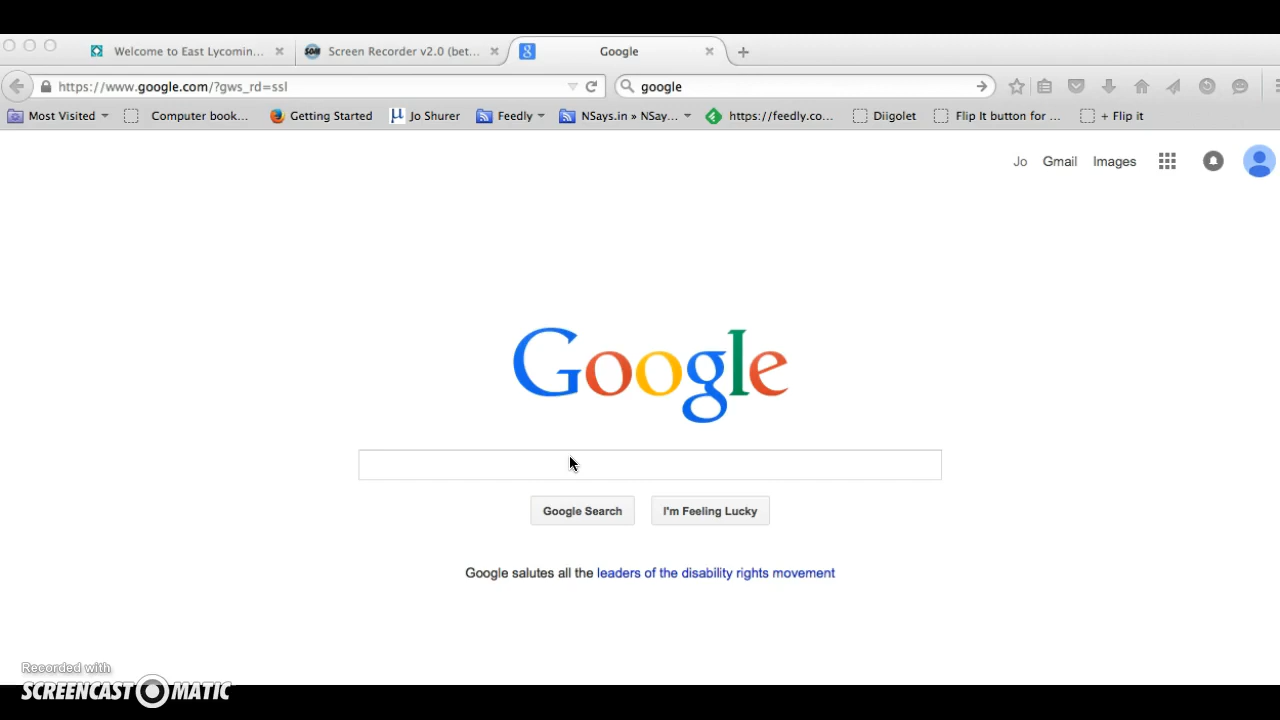 Welcome to East Lycomin...
Screen Recorder v2.0 (bet...
Google
https://www.google.com/?gws_rd=ssl
google
Most Visited
Computer book...
Getting Started
Jo Shurer
Feedly
NSays.in » NSay...
https://feedly.co...
Diigolet
Flip It button for ...
+ Flip it
Jo Gmail Images
Google
Google Search
I'm Feeling Lucky
Google salutes all the leaders of the disability rights movement
Recorded with
SCREENCAST MATIC